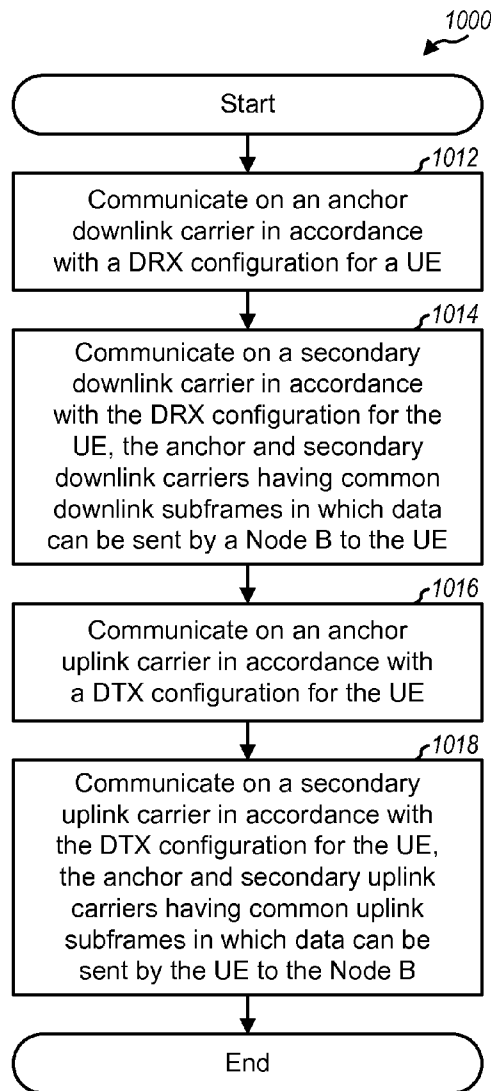 1000
Start
1012
Communicate on an anchor
downlink carrier in accordance
with a DRX configuration for a UE
1014
Communicate on a secondary
downlink carrier in accordance
with the DRX configuration for the
UE, the anchor and secondary
downlink carriers having common
downlink subframes in which data
can be sent by a Node B to the UE
1016
Communicate on an anchor
uplink carrier in accordance with
a DTX configuration for the UE
1018
Communicate on a secondary
uplink carrier in accordance with
the DTX configuration for the UE,
the anchor and secondary uplink
carriers having common uplink
subframes in which data can be
sent by the UE to the Node B
End